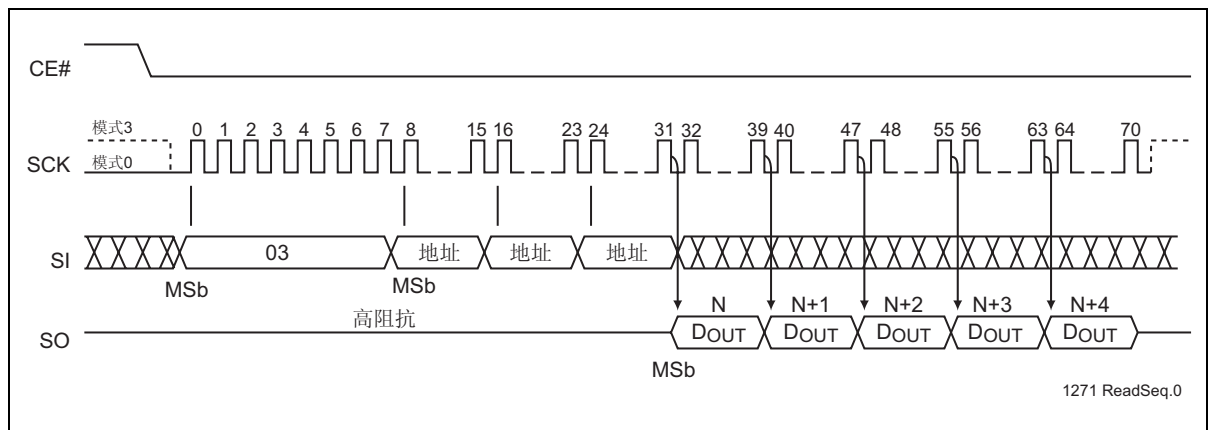 CE#
模式3
0 1 2 3 4 5 6 7 8 15 16 23 24 31 32 39 40 47 48 55 56 63 64 70
SCK
模式0
SI
03 地址 地址 地址
MSb MSb
高阻抗
N N+1 N+2 N+3 N+4
SO
DOUT DOUT DOUT DOUT DOUT
MSb
1271 ReadSeq.0